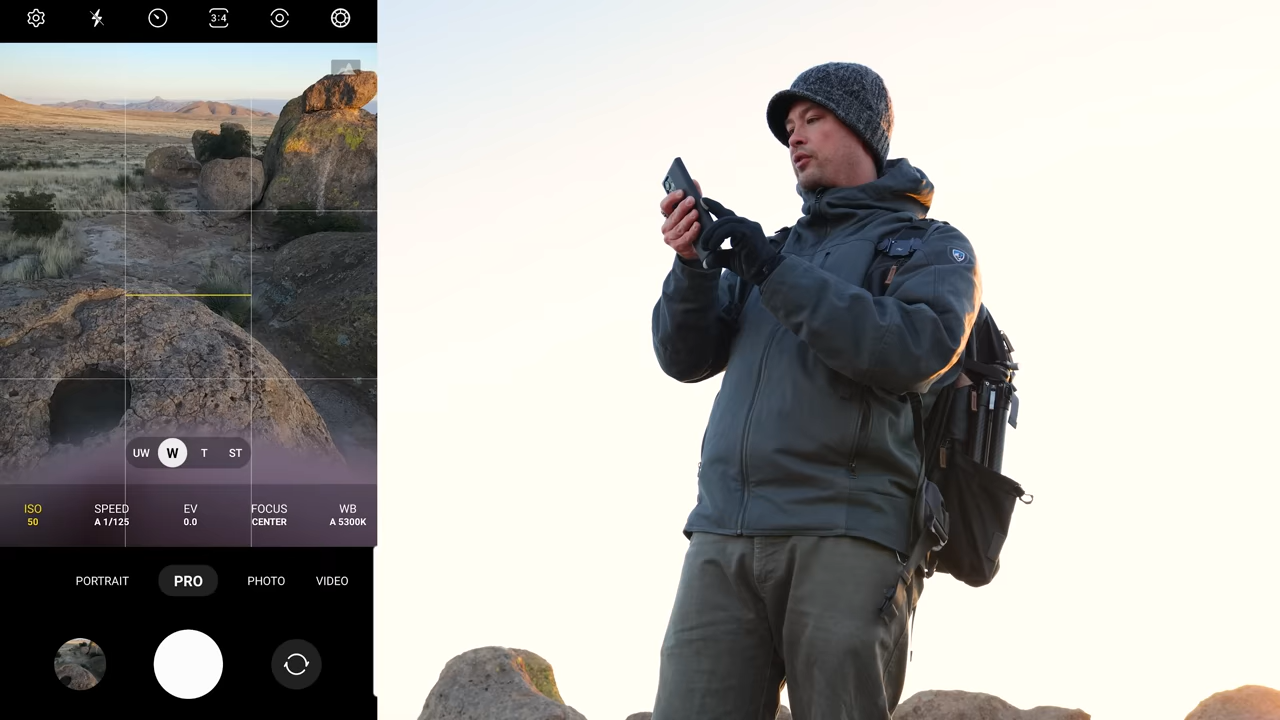 3:4
UW W T ST
ISO SPEED EV FOCUS WB
50 A 1/125 0.0 CENTER A 5300K
PORTRAIT PRO PHOTO VIDEO